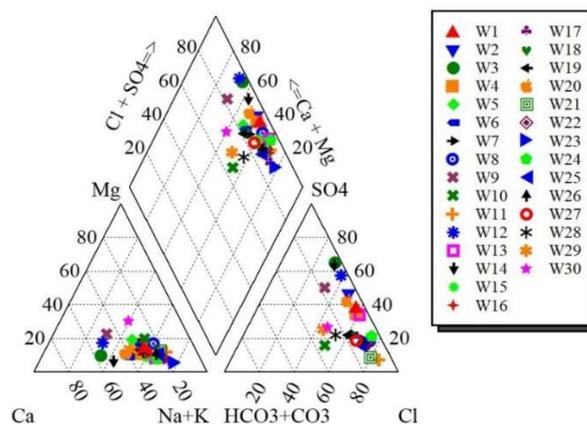 80 80
60 60
Cl + SO4=>
<=Ca + Mg
40 40
20 20
Mg SO4
80 80
60 60
40 40
20 20
80 60 40 20 20 40 60 80
Ca Na+K HCO3+CO3 Cl
W1 W17
W2 W18
W3 W19
W4 W20
W5 W21
W6 W22
W7 W23
W8 W24
W9 W25
W10 W26
W11 W27
W12 W28
W13 W29
W14 W30
W15
W16